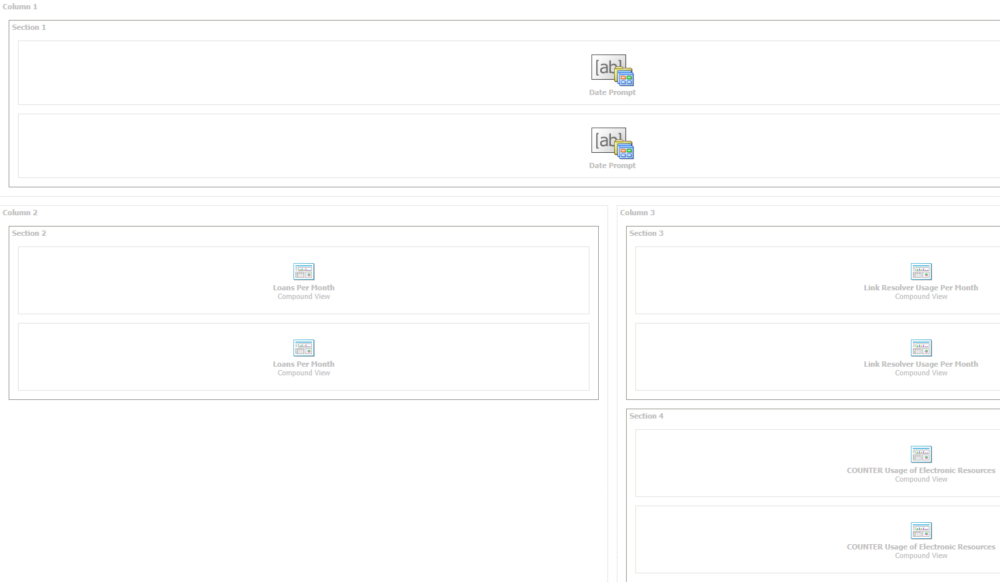 Column 1
Section 1
[ab]
Date Prompt
[ab]
Date Prompt
Column 2
Section 2
Loans Per Month
Compound View
Loans Per Month
Compound View
Column 3
Section 3
Link Resolver Usage Per Month
Compound View
Link Resolver Usage Per Month
Compound View
Section 4
COUNTER Usage of Electronic Resources
Compound View
COUNTER Usage of Electronic Resources
Compound View